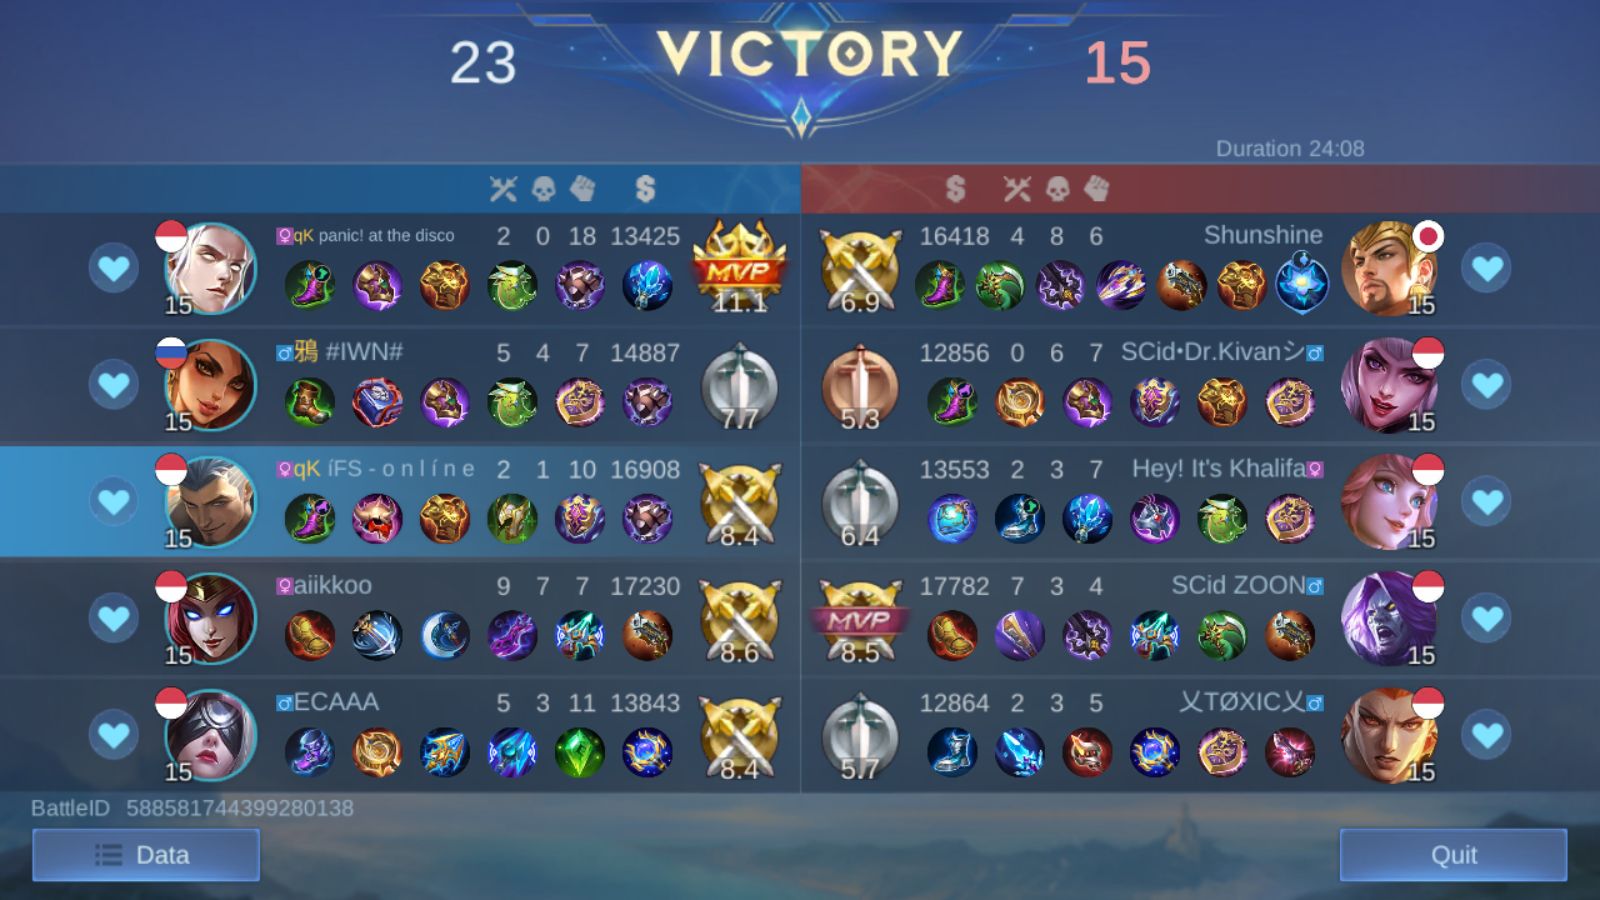 23 VICTORY 15
Duration 24:08
qK panic! at the disco 2 0 18 13425 MVP 11.1 15
6.9 16418 4 8 6 Shunshine 15
鴉 #IWN# 5 4 7 14887 7.7 15
5.3 12856 0 6 7 SCid•Dr.Kivanシ 15
qK íFS - o n l í n e 2 1 10 16908 8.4 15
6.4 13553 2 3 7 Hey! It's Khalifa 15
aiikkoo 9 7 7 17230 8.6 15
MVP 8.5 17782 7 3 4 SCid ZOON 15
ECAAA 5 3 11 13843 8.4 15
5.7 12864 2 3 5 乂TØXIC乂 15
BattleID 588581744399280138
Data
Quit